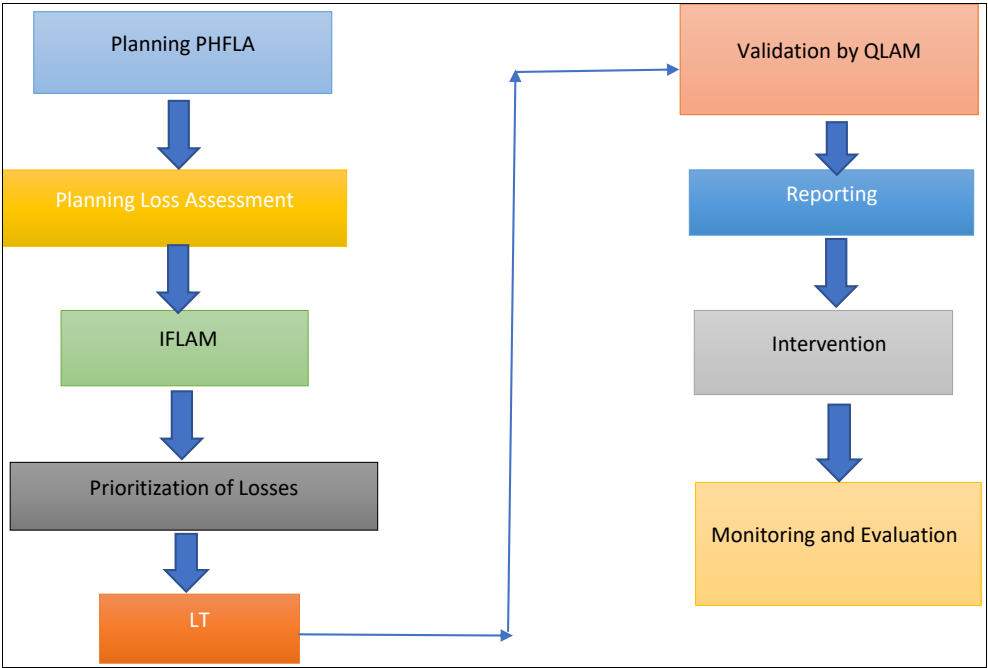 Planning PHFLA
Planning Loss Assessment
IFLAM
Prioritization of Losses
LT
Validation by QLAM
Reporting
Intervention
Monitoring and Evaluation